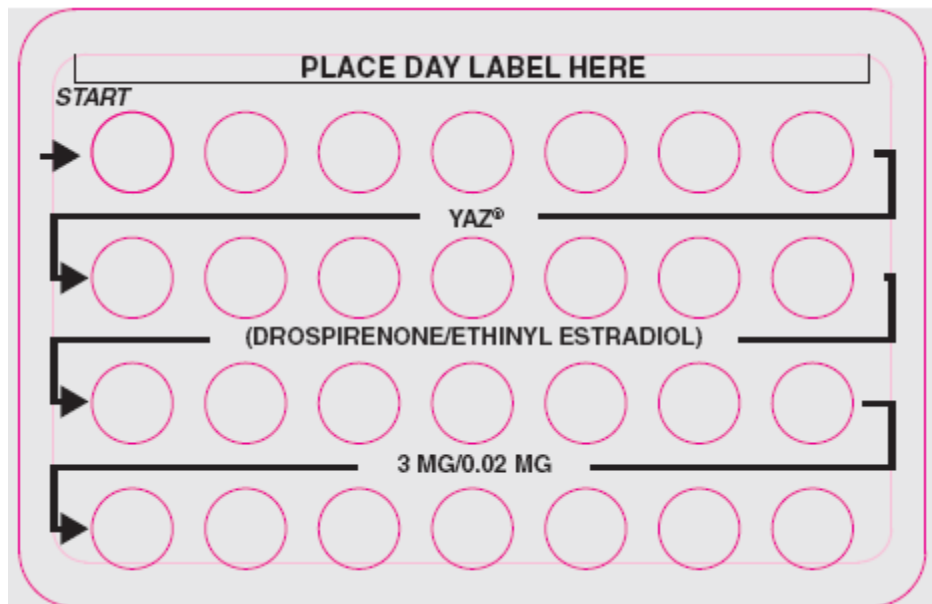 PLACE DAY LABEL HERE
START
YAZ®
(DROSPIRENONE/ETHINYL ESTRADIOL)
3 MG/0.02 MG